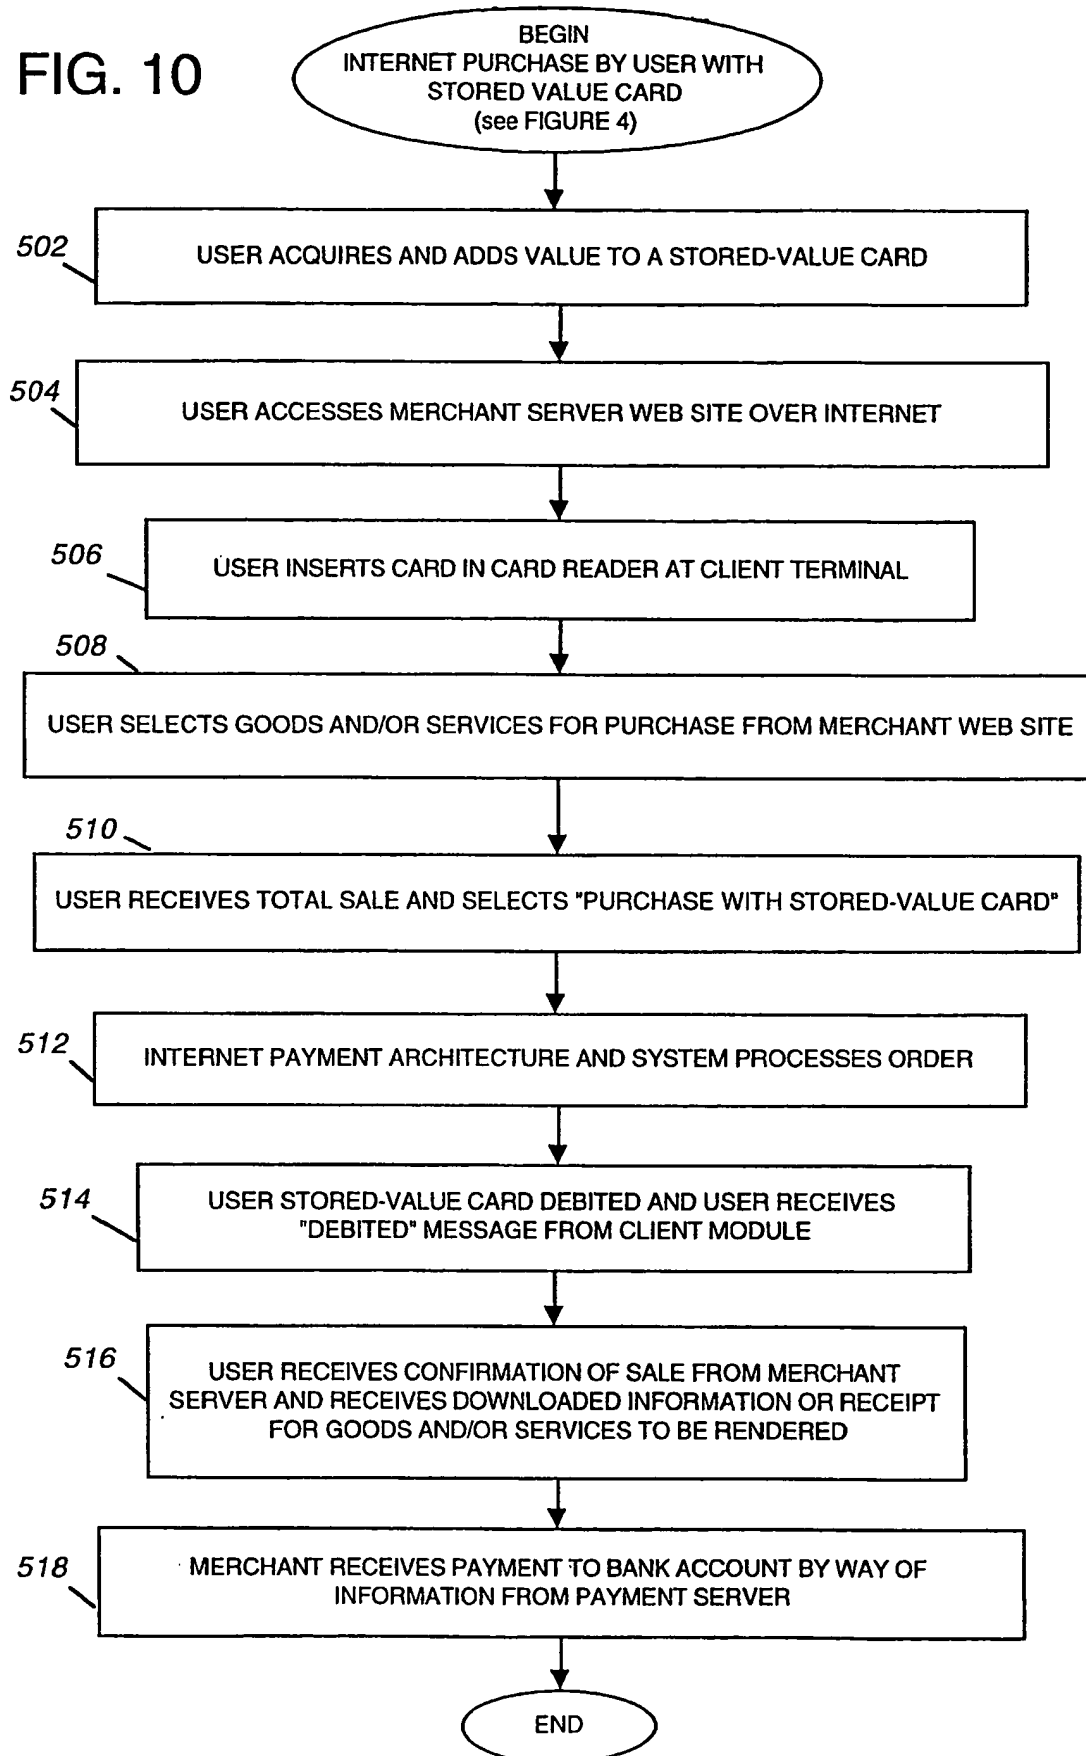 FIG. 10
BEGIN
INTERNET PURCHASE BY USER WITH
STORED VALUE CARD
(see FIGURE 4)
502
USER ACQUIRES AND ADDS VALUE TO A STORED-VALUE CARD
504
USER ACCESSES MERCHANT SERVER WEB SITE OVER INTERNET
506
USER INSERTS CARD IN CARD READER AT CLIENT TERMINAL
508
USER SELECTS GOODS AND/OR SERVICES FOR PURCHASE FROM MERCHANT WEB SITE
510
USER RECEIVES TOTAL SALE AND SELECTS "PURCHASE WITH STORED-VALUE CARD"
512
INTERNET PAYMENT ARCHITECTURE AND SYSTEM PROCESSES ORDER
514
USER STORED-VALUE CARD DEBITED AND USER RECEIVES
"DEBITED" MESSAGE FROM CLIENT MODULE
516
USER RECEIVES CONFIRMATION OF SALE FROM MERCHANT
SERVER AND RECEIVES DOWNLOADED INFORMATION OR RECEIPT
FOR GOODS AND/OR SERVICES TO BE RENDERED
518
MERCHANT RECEIVES PAYMENT TO BANK ACCOUNT BY WAY OF
INFORMATION FROM PAYMENT SERVER
END